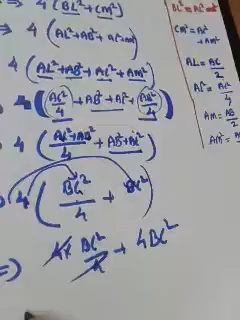 ⇒ 4 (BL² + CM²)
⇒ 4 (AL² + AB² + AC² + AM²)
4 (AL² + AB² + AC² + AM²)
4 (AC²/4 + AB² + AC² + AB²/4)
4 (AC² + AB²/4 + AB² + AC²)
4 (BC²/4 + BC²)
⇒ 4 × BC²/4 + 4BC²
CM² = AC² + AM²
AL = AC/2
AL² = AC²/4
AM = AB/2